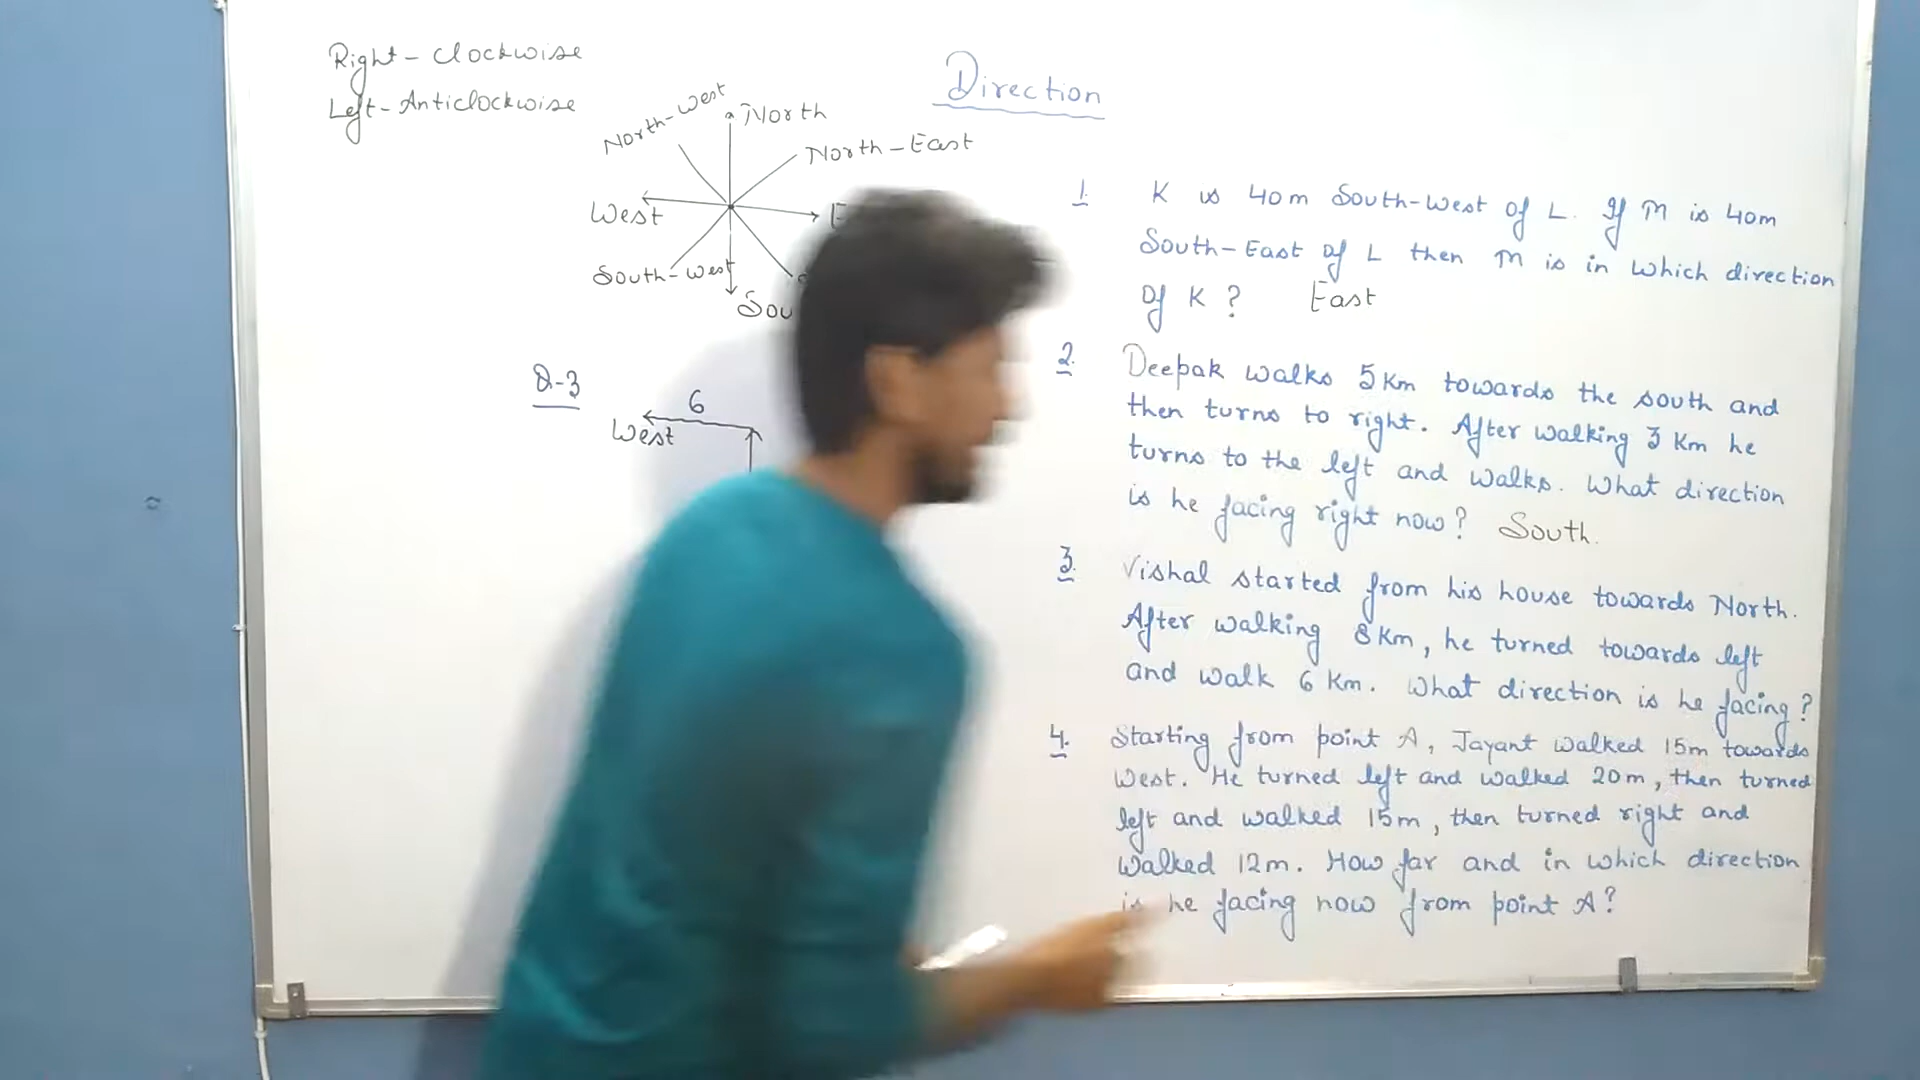 Right - Clockwise
Left - Anticlockwise
North-West
North
North-East
West
South-West
Direction
1. K is 40m South-West of L. If M is 40m
South-East of L then M is in which direction
of K ? East
2. Deepak walks 5 Km towards the south and
then turns to right. After walking 3 Km he
turns to the left and walks. What direction
is he facing right now? South.
3. Vishal started from his house towards North.
After walking 8 Km, he turned towards left
and walk 6 Km. What direction is he facing?
4. Starting from point A, Jayant walked 15m towards
West. He turned left and walked 20m, then turned
left and walked 15m, then turned right and
walked 12m. How far and in which direction
is he facing now from point A?
Q-3
6
West